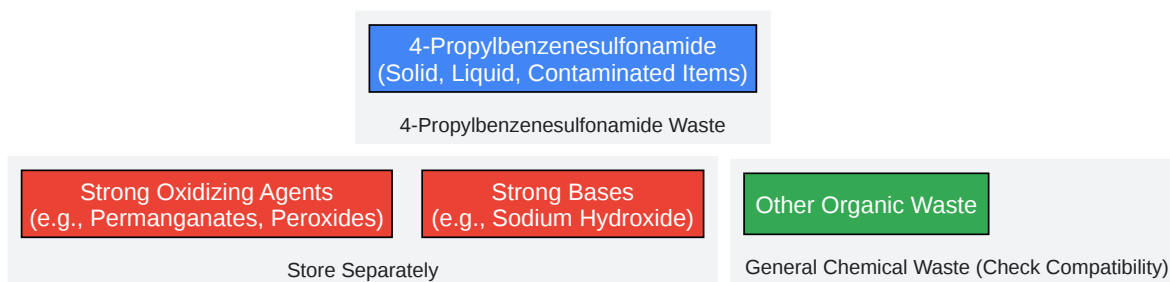 4-Propylbenzenesulfonamide
(Solid, Liquid, Contaminated Items)
4-Propylbenzenesulfonamide Waste
Strong Oxidizing Agents
(e.g., Permanganates, Peroxides)
Strong Bases
(e.g., Sodium Hydroxide)
Store Separately
Other Organic Waste
General Chemical Waste (Check Compatibility)